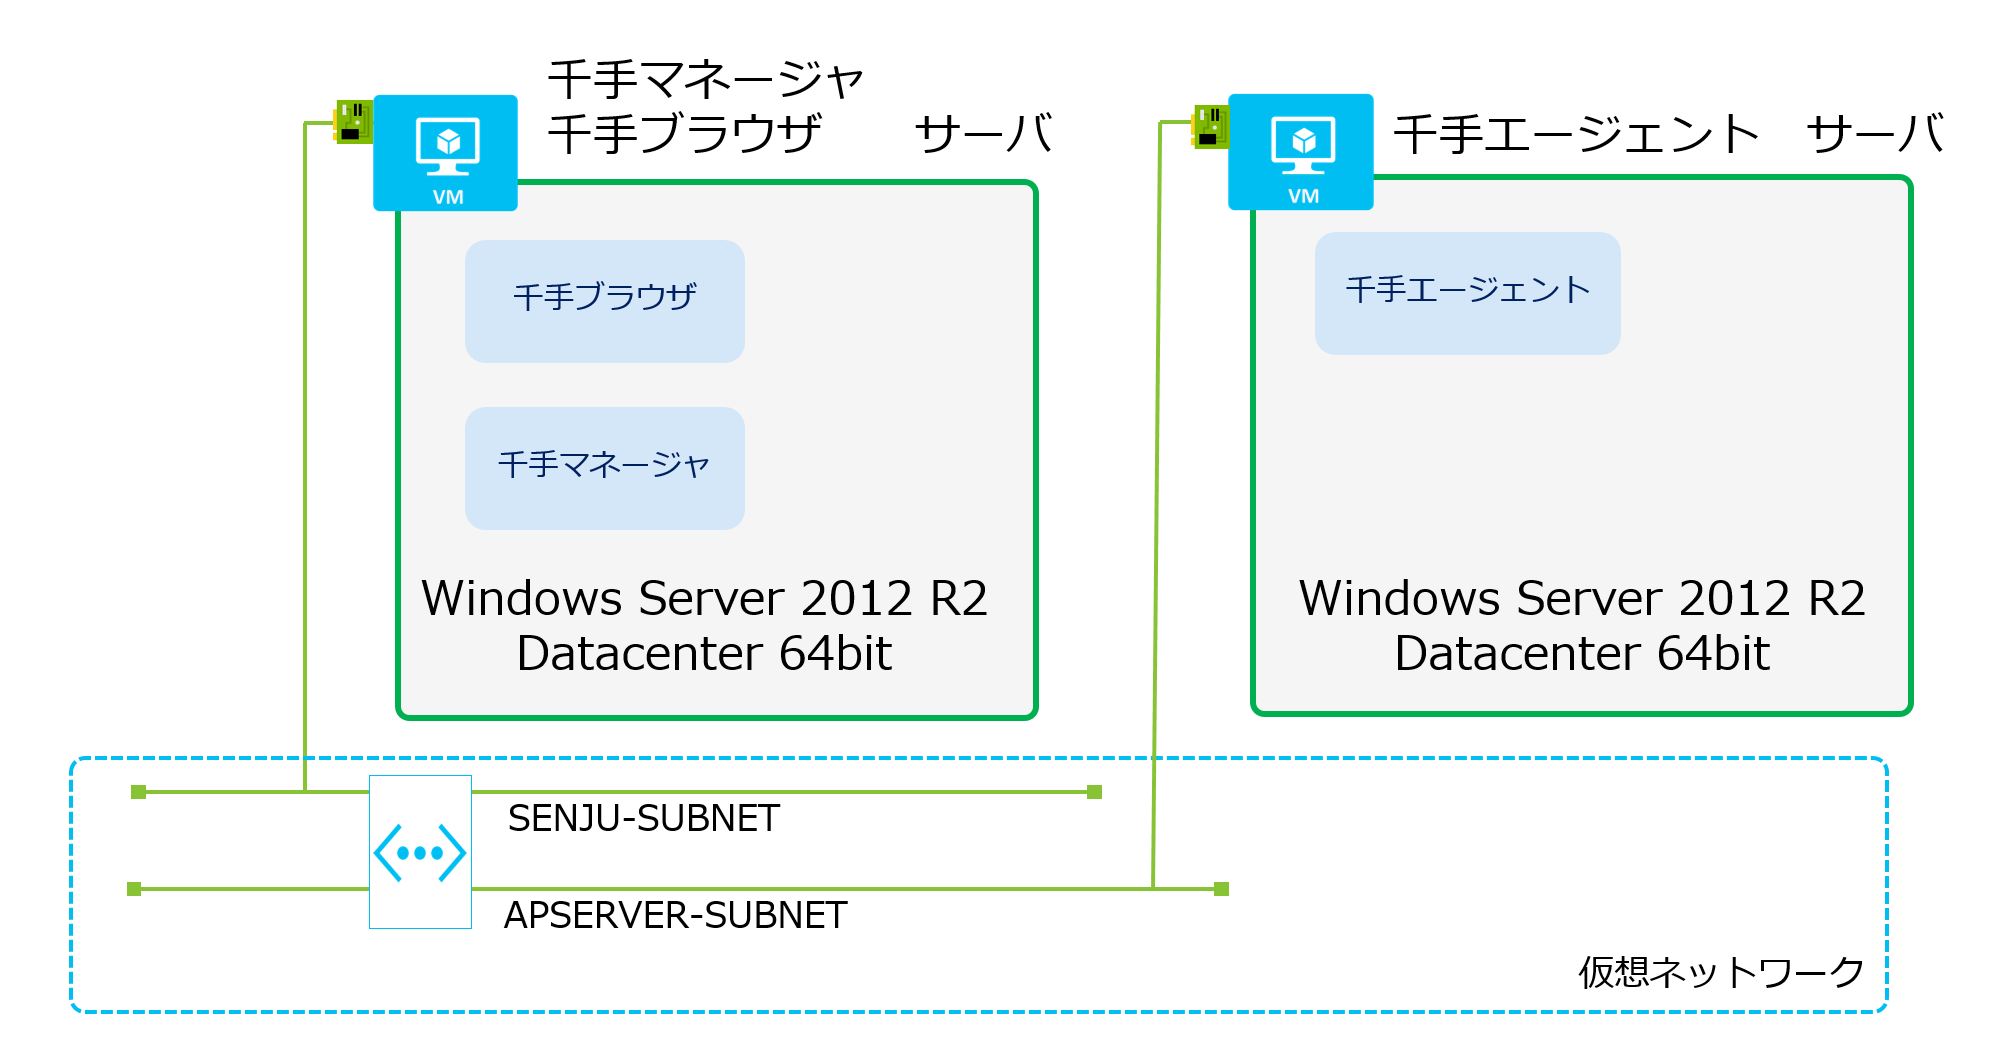 千手マネージャ
千手ブラウザ　　サーバ
VM
千手ブラウザ
千手マネージャ
Windows Server 2012 R2
Datacenter 64bit
千手エージェント　サーバ
VM
千手エージェント
Windows Server 2012 R2
Datacenter 64bit
SENJU-SUBNET
APSERVER-SUBNET
仮想ネットワーク